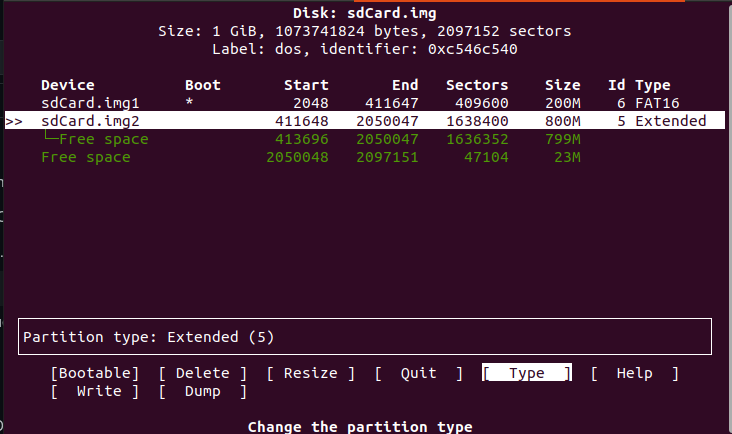 Disk: sdCard.img
Size: 1 GiB, 1073741824 bytes, 2097152 sectors
Label: dos, identifier: 0xc546c540
Device Boot Start End Sectors Size Id Type
sdCard.img1 * 2048 411647 409600 200M 6 FAT16
>> sdCard.img2 411648 2050047 1638400 800M 5 Extended
└─Free space 413696 2050047 1636352 799M
Free space 2050048 2097151 47104 23M
Partition type: Extended (5)
[Bootable] [ Delete ] [ Resize ] [ Quit ] [ Type ] [ Help ]
[ Write ] [ Dump ]
Change the partition type